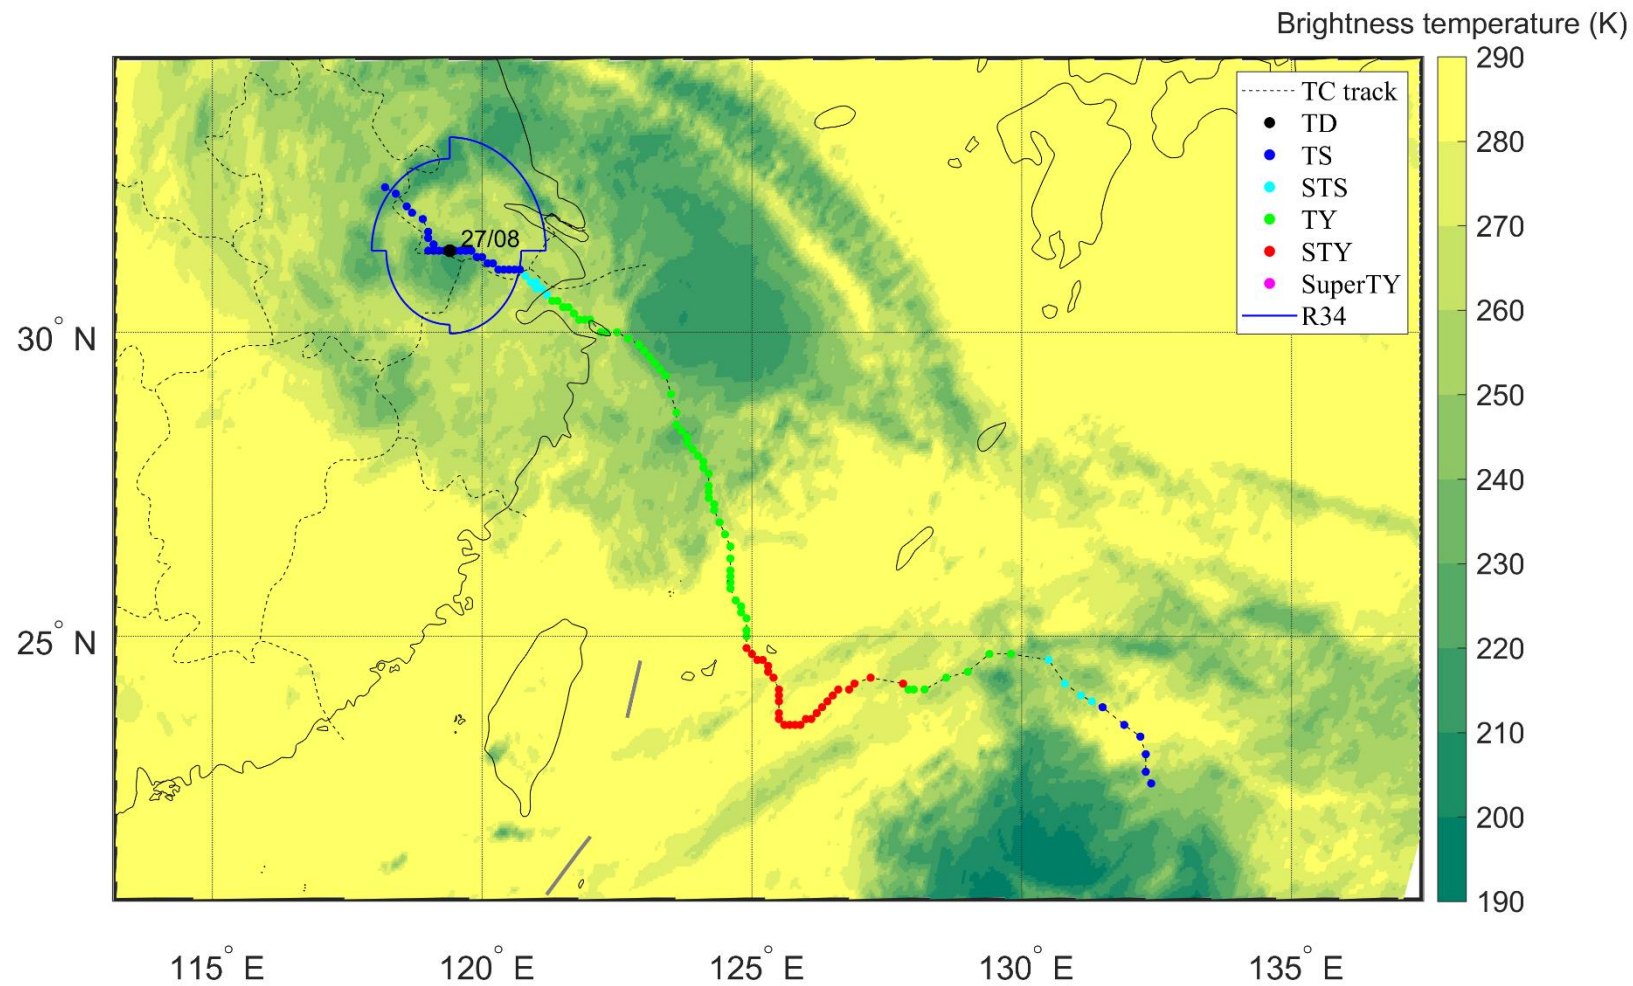 Brightness temperature (K)
TC track
TD
TS
STS
TY
STY
SuperTY
R34
27/08
30° N
25° N
115° E
120° E
125° E
130° E
135° E
290
280
270
260
250
240
230
220
210
200
190